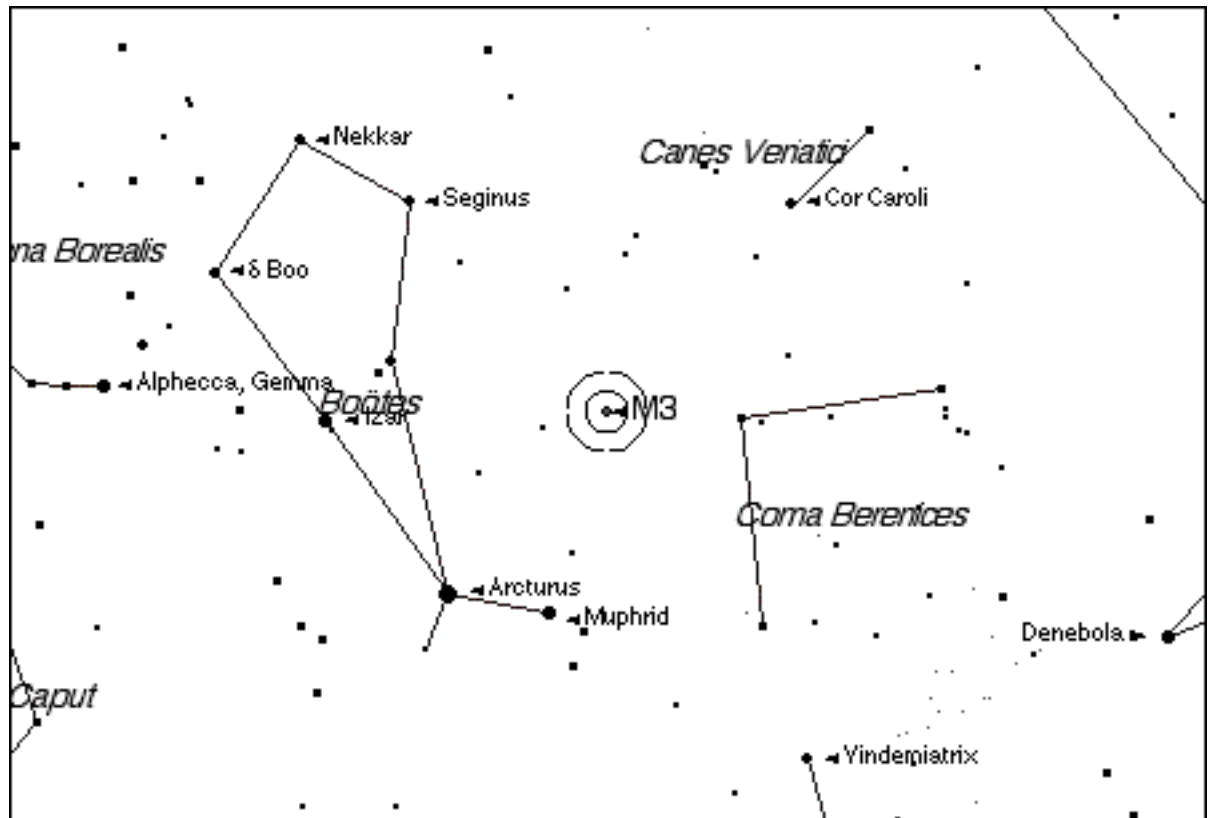 Nekkar
Canes Venatici
Seginus
Cor Caroli
na Borealis
δ Boo
Alphecca, Gemma
Boötes
Izar
M3
Coma Berenices
Arcturus
Muphrid
Denebola
Caput
Vindemiatrix